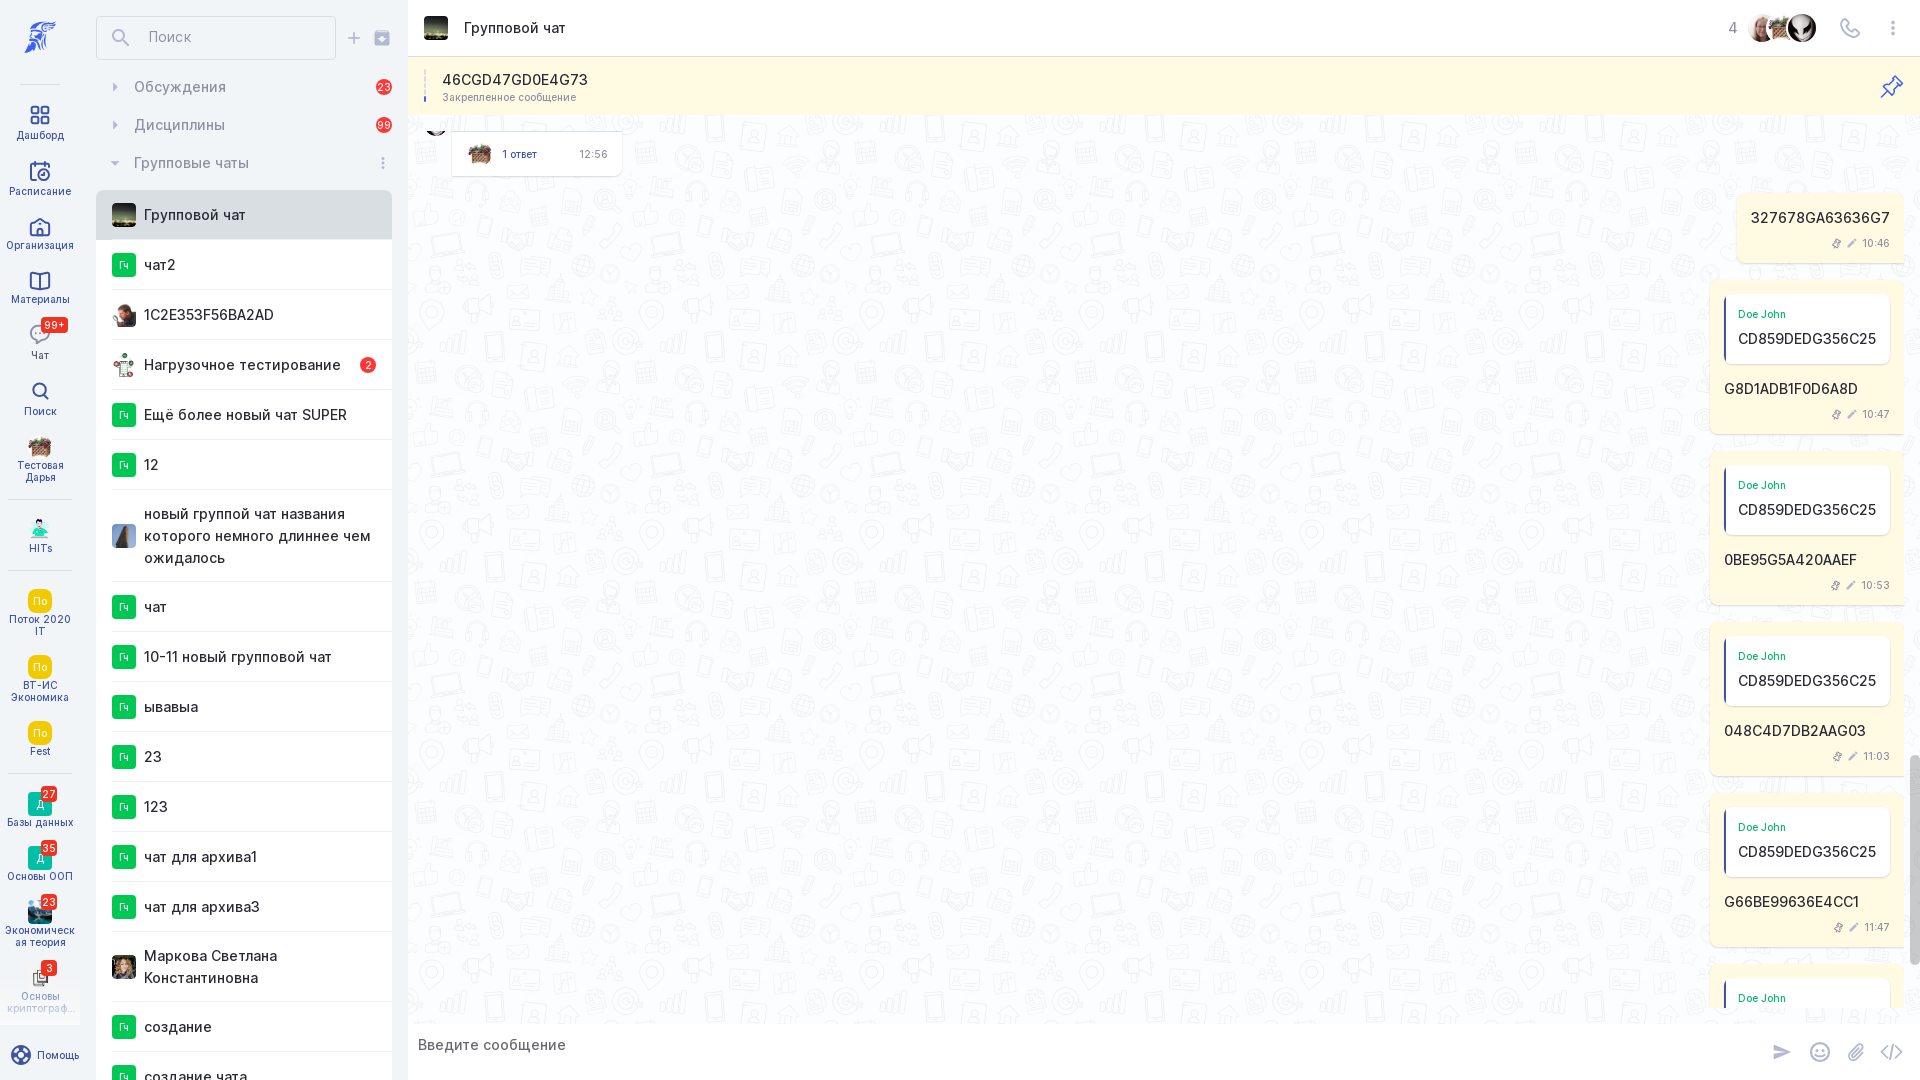 Дашборд
Расписание
Организация
Материалы
99+
Чат
Поиск
Тестовая
Дарья
HITs
По
Поток 2020
IT
По
ВТ-ИС
Экономика
По
Fest
27
Д
Базы данных
35
Д
Основы ООП
23
Экономическ
ая теория
3
Основы
криптограф...
Помощь
Поиск
Обсуждения
23
Дисциплины
99
Групповые чаты
Групповой чат
Гч
чат2
1C2E353F56BA2AD
Нагрузочное тестирование
2
Гч
Ещё более новый чат SUPER
Гч
12
новый группой чат названия
которого немного длиннее чем
ожидалось
Гч
чат
Гч
10-11 новый групповой чат
Гч
ывавыа
Гч
23
Гч
123
Гч
чат для архива1
Гч
чат для архива3
Маркова Светлана
Константиновна
Гч
создание
Гч
создание чата
Групповой чат
4
46CGD47GD0E4G73
Закрепленное сообщение
1 ответ
12:56
327678GA63636G7
10:46
Doe John
CD859DEDG356C25
G8D1ADB1F0D6A8D
10:47
Doe John
CD859DEDG356C25
0BE95G5A420AAEF
10:53
Doe John
CD859DEDG356C25
048C4D7DB2AAG03
11:03
Doe John
CD859DEDG356C25
G66BE99636E4CC1
11:47
Doe John
Введите сообщение